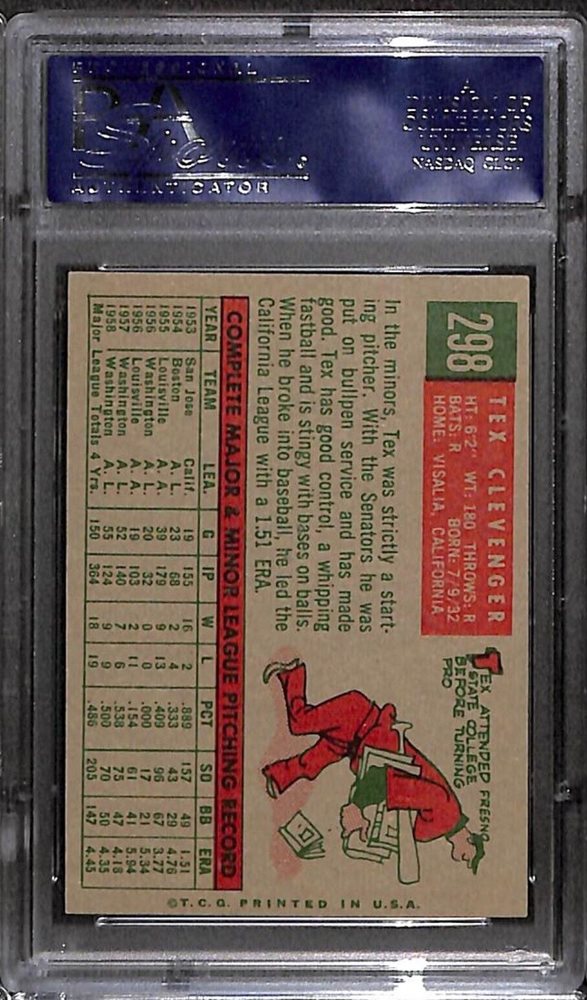 PROFESSIONAL
PSA
AUTHENTICATOR
A
DIVISION OF
COLLECTORS
UNIVERSE
NASDAQ CLCT
298
TEX CLEVENGER
HT: 6'2" WT: 180 THROWS: R
BATS: R BORN: 7/9/32
HOME: VISALIA, CALIFORNIA
In the minors, Tex was strictly a start-
ing pitcher. With the Senators he was
put on bullpen service and has made
good. Tex has good control, a whipping
fastball and is stingy with bases on balls.
When he broke into baseball, he led the
California League with a 1.51 ERA.
TEX ATTENDED FRESNO
STATE COLLEGE
BEFORE TURNING
PRO
COMPLETE MAJOR & MINOR LEAGUE PITCHING RECORD
YEAR TEAM LEA. G IP W L PCT SO BB ERA
1953 San Jose Calif. 19 155 16 2 .889 157 49 1.51
1954 Boston A. L. 23 68 2 4 .333 43 29 4.76
1955 Louisville A. A. 39 179 9 13 .409 96 67 3.77
1956 Washington A. L. 20 32 0 0 .000 17 21 5.34
1956 Louisville A. A. 19 103 2 11 .154 61 41 5.94
1957 Washington A. L. 52 140 7 6 .538 75 47 4.18
1958 Washington A. L. 55 124 9 9 .500 70 50 4.35
Major League Totals 4 Yrs. 150 364 18 19 .486 205 147 4.45
©T.C.G. PRINTED IN U.S.A.